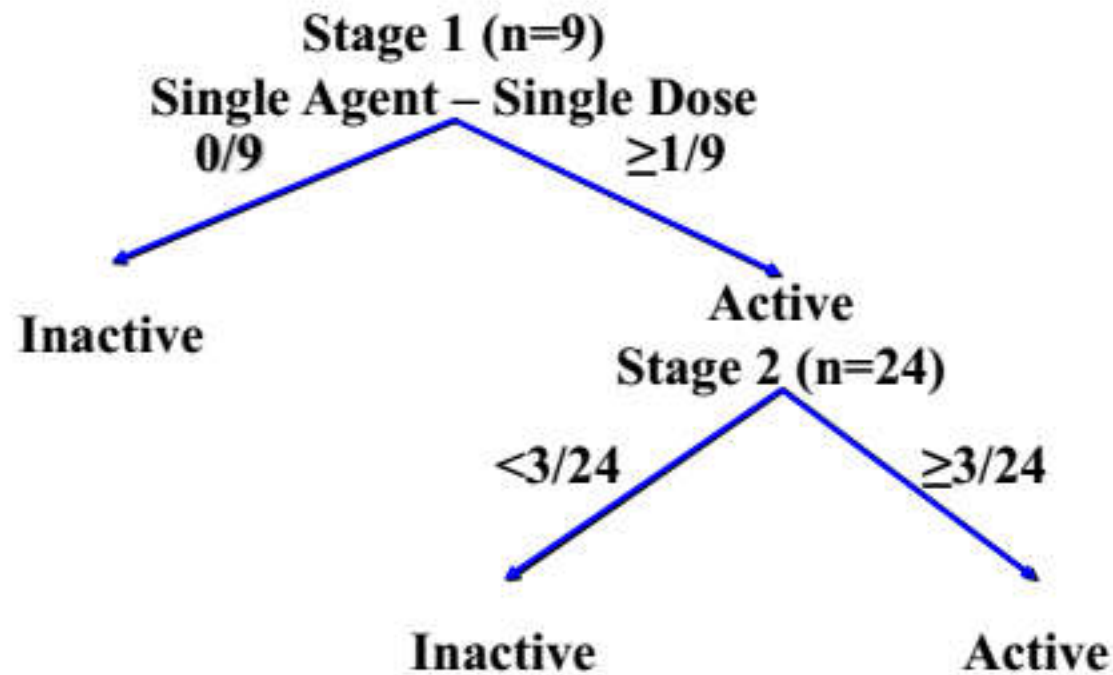 Stage 1 (n=9)
Single Agent – Single Dose
0/9
≥1/9
Inactive
Active
Stage 2 (n=24)
<3/24
≥3/24
Inactive
Active